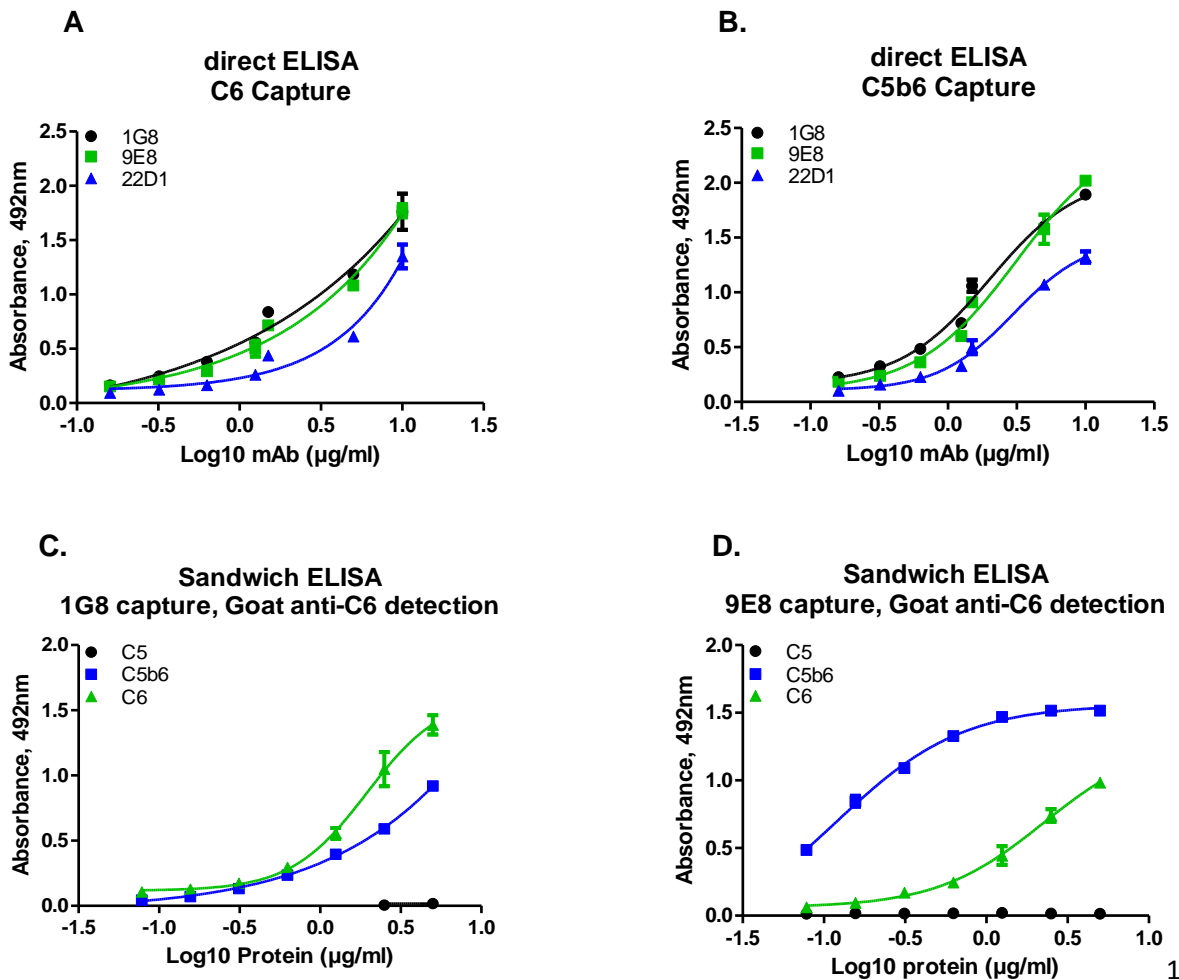 A
direct ELISA
C6 Capture
1G8
9E8
22D1
2.5
2.0
1.5
1.0
0.5
0.0
Absorbance, 492nm
-1.0 -0.5 0.0 0.5 1.0 1.5
Log10 mAb (µg/ml)
B.
direct ELISA
C5b6 Capture
1G8
9E8
22D1
2.5
2.0
1.5
1.0
0.5
0.0
Absorbance, 492nm
-1.5 -1.0 -0.5 0.0 0.5 1.0 1.5
Log10 mAb (µg/ml)
C.
Sandwich ELISA
1G8 capture, Goat anti-C6 detection
C5
C5b6
C6
2.0
1.5
1.0
0.5
0.0
Absorbance, 492nm
-1.5 -1.0 -0.5 0.0 0.5 1.0
Log10 Protein (µg/ml)
D.
Sandwich ELISA
9E8 capture, Goat anti-C6 detection
C5
C5b6
C6
2.0
1.5
1.0
0.5
0.0
Absorbance, 492nm
-1.5 -1.0 -0.5 0.0 0.5 1.0
Log10 protein (µg/ml)
1